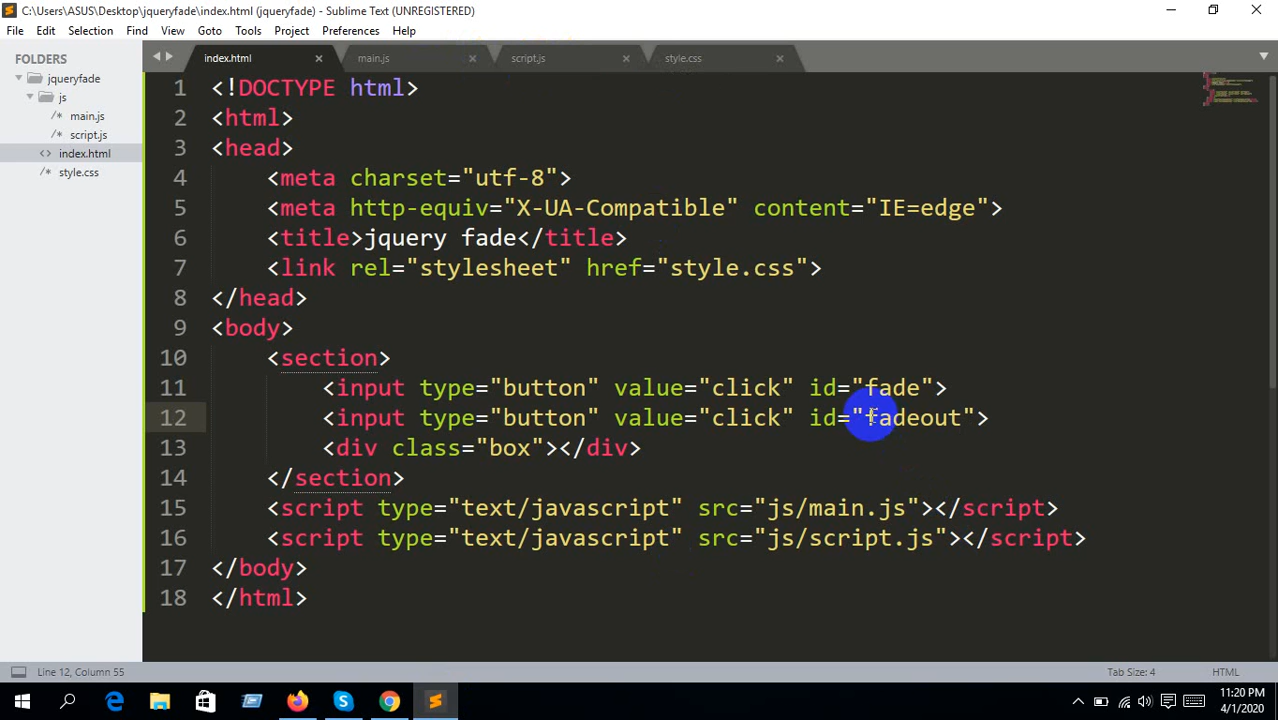 C:\Users\ASUS\Desktop\jqueryfade\index.html (jqueryfade) - Sublime Text (UNREGISTERED)
File Edit Selection Find View Goto Tools Project Preferences Help
FOLDERS
jqueryfade
js
/* main.js
/* script.js
<> index.html
/* style.css
index.html × main.js × script.js × style.css ×
1 <!DOCTYPE html>
2 <html>
3 <head>
4 <meta charset="utf-8">
5 <meta http-equiv="X-UA-Compatible" content="IE=edge">
6 <title>jquery fade</title>
7 <link rel="stylesheet" href="style.css">
8 </head>
9 <body>
10 <section>
11 <input type="button" value="click" id="fade">
12 <input type="button" value="click" id="fadeout">
13 <div class="box"></div>
14 </section>
15 <script type="text/javascript" src="js/main.js"></script>
16 <script type="text/javascript" src="js/script.js"></script>
17 </body>
18 </html>
Line 12, Column 55
Tab Size: 4
HTML
11:20 PM
4/1/2020